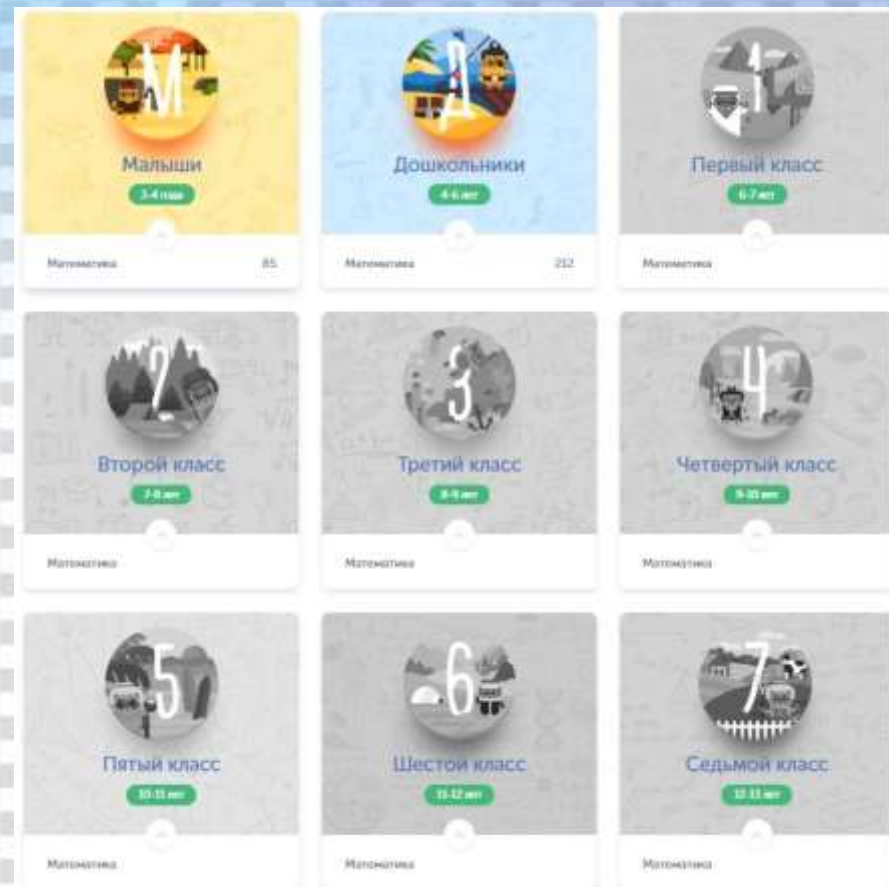 М
Малыши
3-4 года
Математика 85
Д
Дошкольники
4-6 лет
Математика 212
1
Первый класс
6-7 лет
Математика
2
Второй класс
7-8 лет
Математика
3
Третий класс
8-9 лет
Математика
4
Четвертый класс
9-10 лет
Математика
5
Пятый класс
10-11 лет
Математика
6
Шестой класс
11-12 лет
Математика
7
Седьмой класс
12-13 лет
Математика